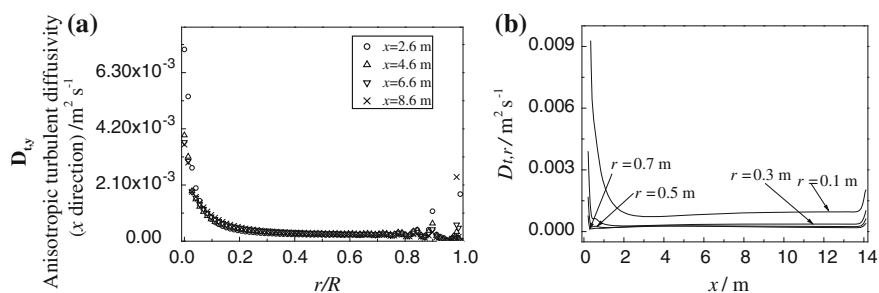 (a)
D_t,y
Anisotropic turbulent diffusivity
(x direction) /m² s⁻¹
6.30x10⁻³
4.20x10⁻³
2.10x10⁻³
0.00
x=2.6 m
x=4.6 m
x=6.6 m
x=8.6 m
0.0 0.2 0.4 0.6 0.8 1.0
r/R
(b)
D_t,r / m² s⁻¹
0.009
0.006
0.003
0.000
r = 0.7 m
r = 0.5 m
r = 0.3 m
r = 0.1 m
0 2 4 6 8 10 12 14
x / m